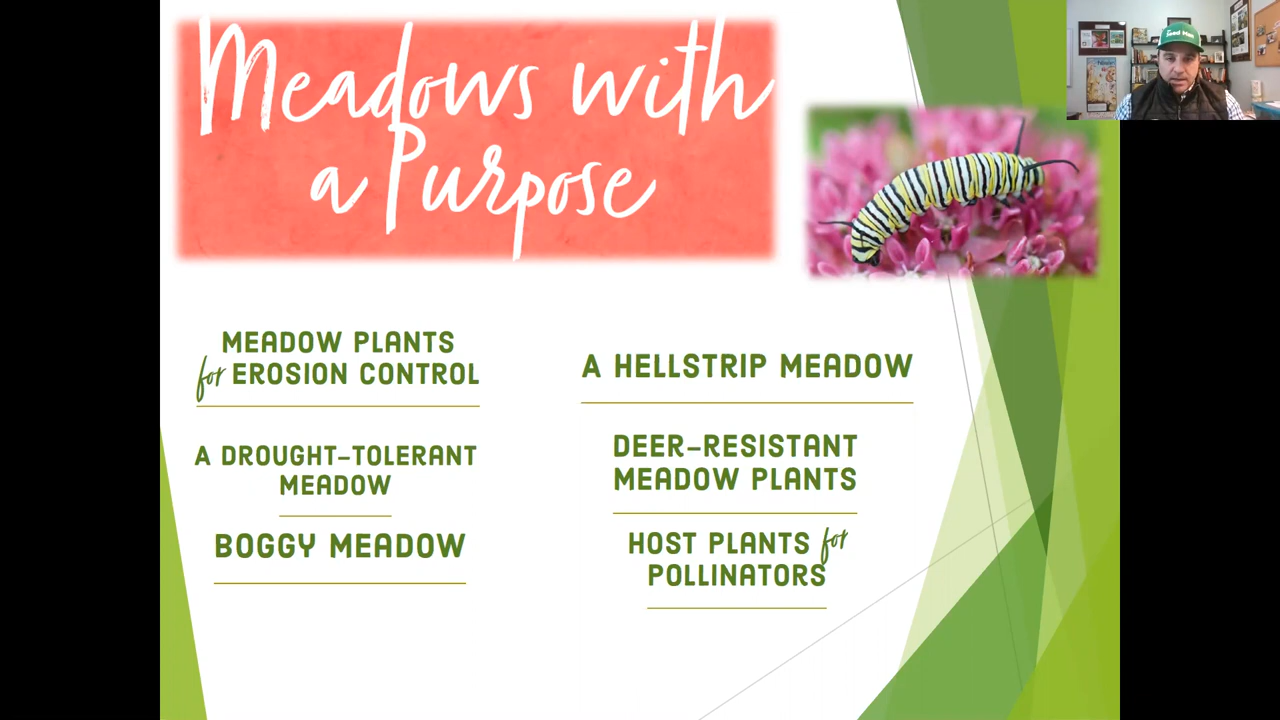 Meadows with
a Purpose
MEADOW PLANTS
for EROSION CONTROL
A DROUGHT-TOLERANT
MEADOW
BOGGY MEADOW
A HELLSTRIP MEADOW
DEER-RESISTANT
MEADOW PLANTS
HOST PLANTS for
POLLINATORS